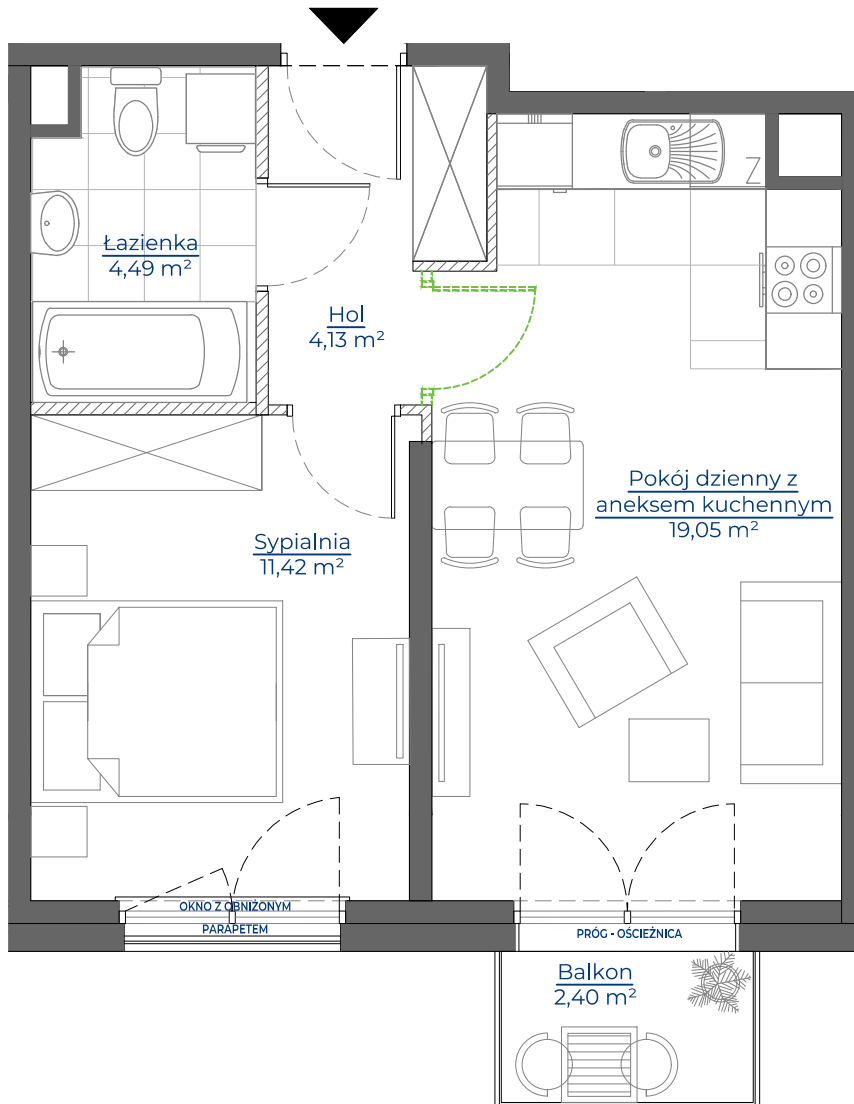 Łazienka
4,49 m²
Hol
4,13 m²
Z
Pokój dzienny z
aneksem kuchennym
19,05 m²
Sypialnia
11,42 m²
OKNO Z OBNIŻONYM
PARAPETEM
PRÓG - OŚCIEŻNICA
Balkon
2,40 m²